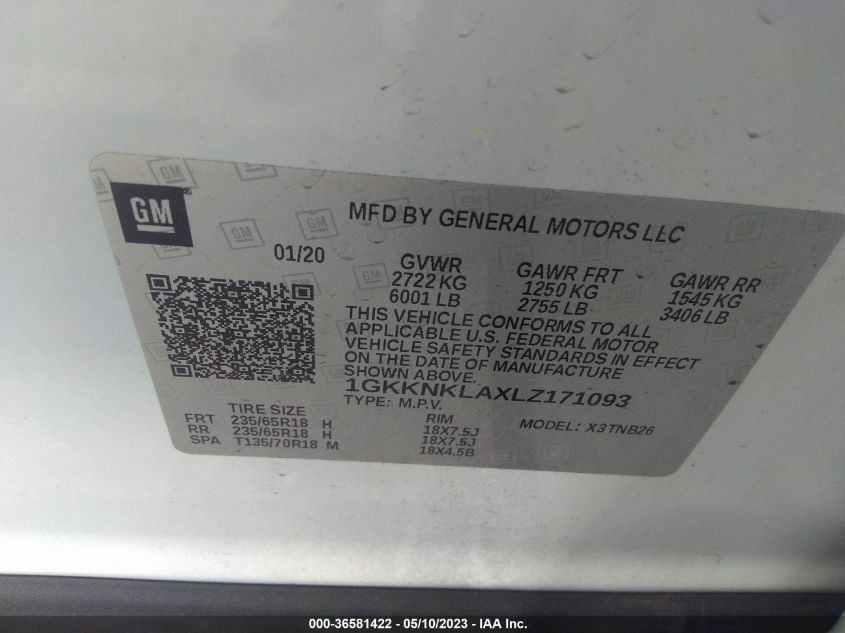 GM ®
MFD BY GENERAL MOTORS LLC
01/20
GVWR GAWR FRT GAWR RR
2722 KG 1250 KG 1545 KG
6001 LB 2755 LB 3406 LB
THIS VEHICLE CONFORMS TO ALL
APPLICABLE U.S. FEDERAL MOTOR
VEHICLE SAFETY STANDARDS IN EFFECT
ON THE DATE OF MANUFACTURE
SHOWN ABOVE.
1GKKNKLAXLZ171093
TYPE: M.P.V. MODEL: X3TNB26
TIRE SIZE RIM
FRT 235/65R18 H 18X7.5J
RR 235/65R18 H 18X7.5J
SPA T135/70R18 M 18X4.5B
000-36581422 - 05/10/2023 - IAA Inc.